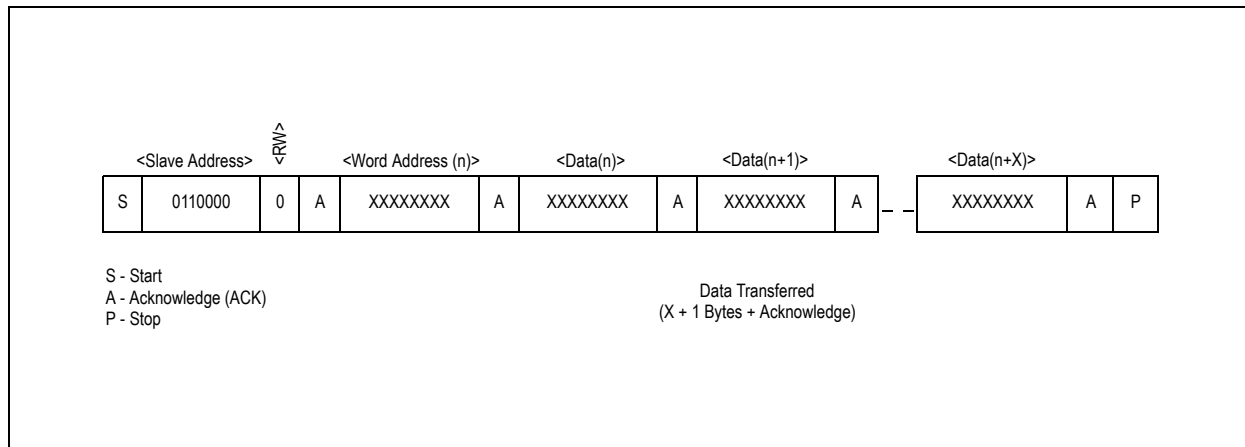 <RW>
<Slave Address> <Word Address (n)> <Data(n)> <Data(n+1)> <Data(n+X)>
S 0110000 0 A XXXXXXXX A XXXXXXXX A XXXXXXXX A XXXXXXXX A P
S - Start
A - Acknowledge (ACK)
P - Stop
Data Transferred
(X + 1 Bytes + Acknowledge)